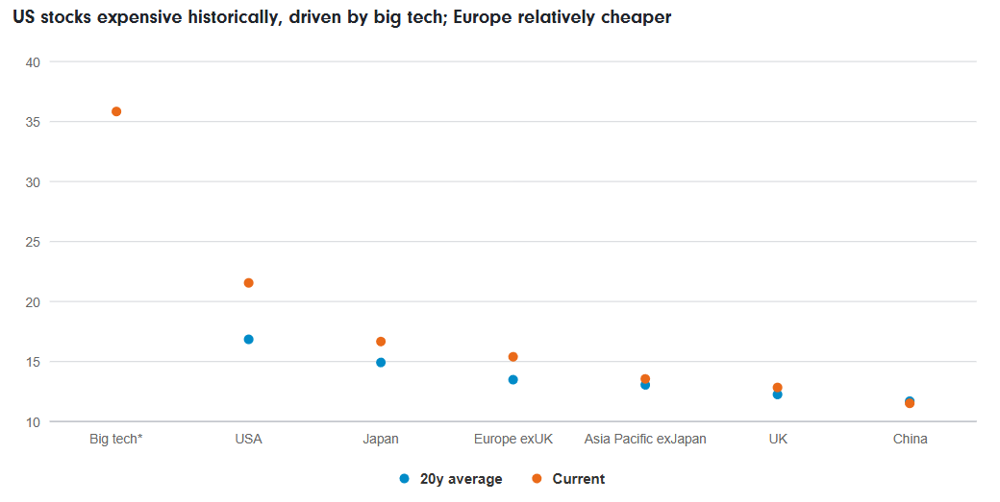 US stocks expensive historically, driven by big tech; Europe relatively cheaper
40
35
30
25
20
15
10
Big tech* USA Japan Europe exUK Asia Pacific exJapan UK China
20y average Current